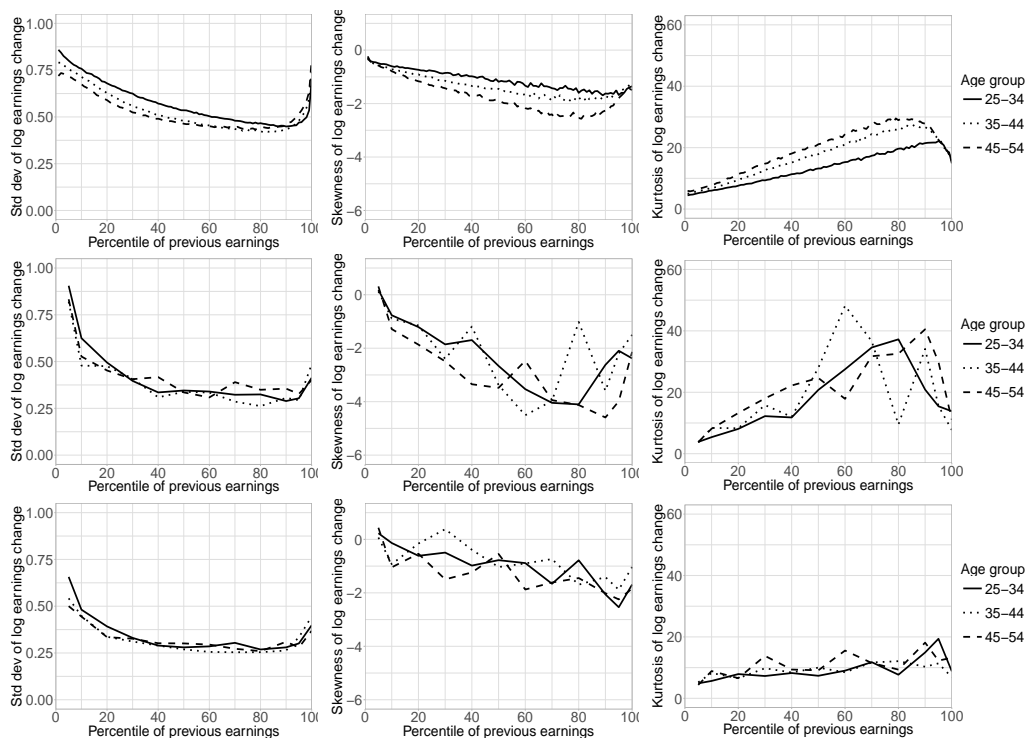 Std dev of log earnings change
1.00
0.75
0.50
0.25
0.00
0 20 40 60 80 100
Percentile of previous earnings
Skewness of log earnings change
0
−2
−4
−6
0 20 40 60 80 100
Percentile of previous earnings
Kurtosis of log earnings change
60
40
20
0
0 20 40 60 80 100
Percentile of previous earnings
Age group
25−34
35−44
45−54
Std dev of log earnings change
1.00
0.75
0.50
0.25
0.00
0 20 40 60 80 100
Percentile of previous earnings
Skewness of log earnings change
0
−2
−4
−6
0 20 40 60 80 100
Percentile of previous earnings
Kurtosis of log earnings change
60
40
20
0
0 20 40 60 80 100
Percentile of previous earnings
Age group
25−34
35−44
45−54
Std dev of log earnings change
1.00
0.75
0.50
0.25
0.00
0 20 40 60 80 100
Percentile of previous earnings
Skewness of log earnings change
0
−2
−4
−6
0 20 40 60 80 100
Percentile of previous earnings
Kurtosis of log earnings change
60
40
20
0
0 20 40 60 80 100
Percentile of previous earnings
Age group
25−34
35−44
45−54